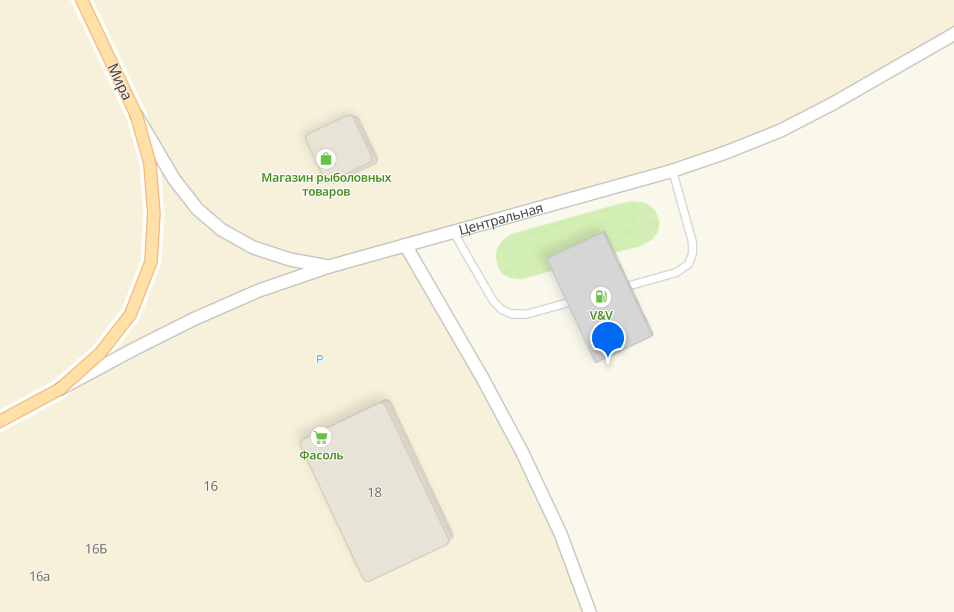 Мира
Магазин рыболовных
товаров
Центральная
V&V
P
Фасоль
16
18
16Б
16а